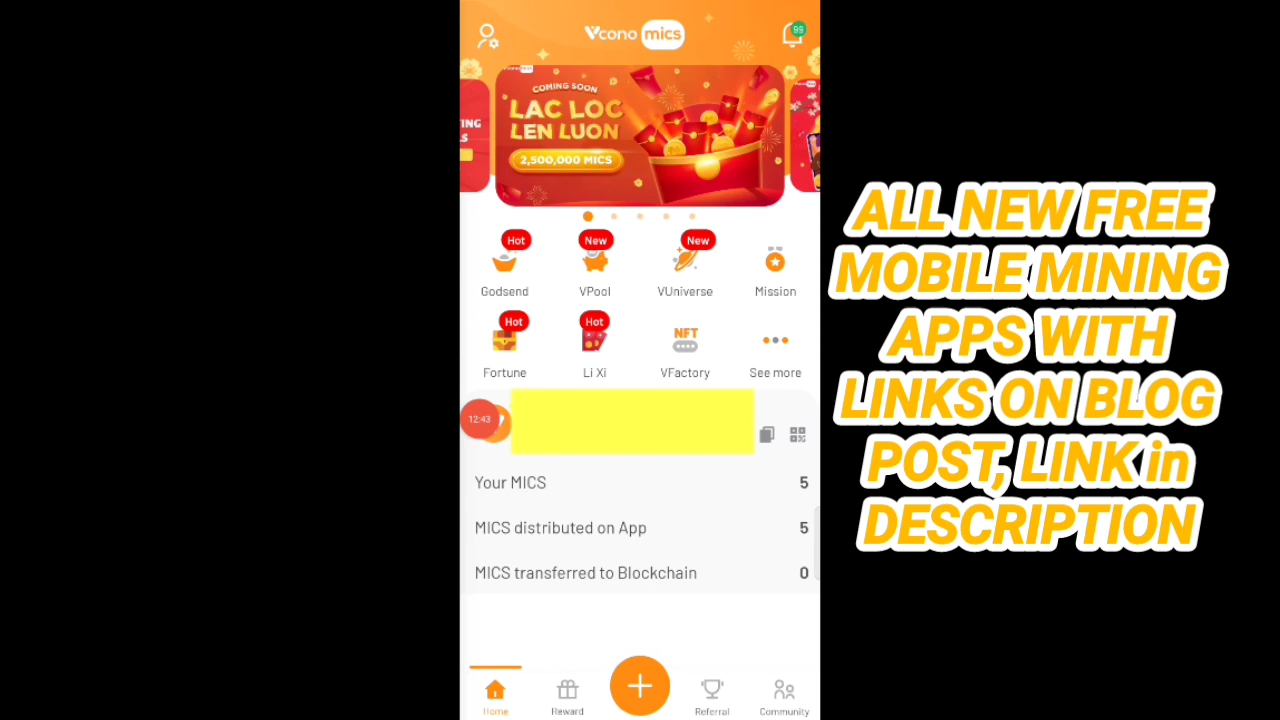 Vcono mics
99
COMING SOON
LAC LOC
LEN LUON
2,500,000 MICS
ING
S
Hot
New
New
Godsend
VPool
VUniverse
Mission
Hot
Hot
NFT
Fortune
Li Xi
VFactory
See more
12:43
Your MICS
5
MICS distributed on App
5
MICS transferred to Blockchain
0
Home
Reward
Referral
Community
ALL NEW FREE
MOBILE MINING
APPS WITH
LINKS ON BLOG
POST, LINK in
DESCRIPTION